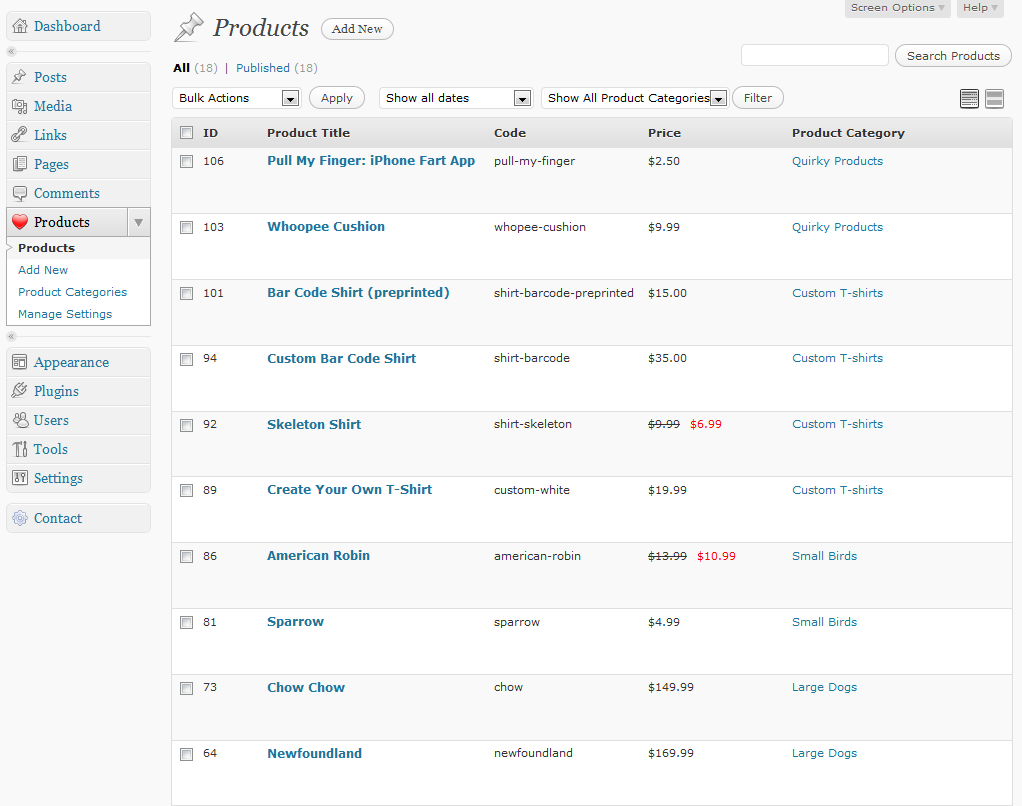 Screen Options Help
Dashboard
Products Add New
Search Products
All (18) | Published (18)
Bulk Actions Apply Show all dates Show All Product Categories Filter
Posts
Media
Links
Pages
Comments
Products
Products
Add New
Product Categories
Manage Settings
Appearance
Plugins
Users
Tools
Settings
Contact
ID Product Title Code Price Product Category
106 Pull My Finger: iPhone Fart App pull-my-finger $2.50 Quirky Products
103 Whoopee Cushion whopee-cushion $9.99 Quirky Products
101 Bar Code Shirt (preprinted) shirt-barcode-preprinted $15.00 Custom T-shirts
94 Custom Bar Code Shirt shirt-barcode $35.00 Custom T-shirts
92 Skeleton Shirt shirt-skeleton $9.99 $6.99 Custom T-shirts
89 Create Your Own T-Shirt custom-white $19.99 Custom T-shirts
86 American Robin american-robin $13.99 $10.99 Small Birds
81 Sparrow sparrow $4.99 Small Birds
73 Chow Chow chow $149.99 Large Dogs
64 Newfoundland newfoundland $169.99 Large Dogs